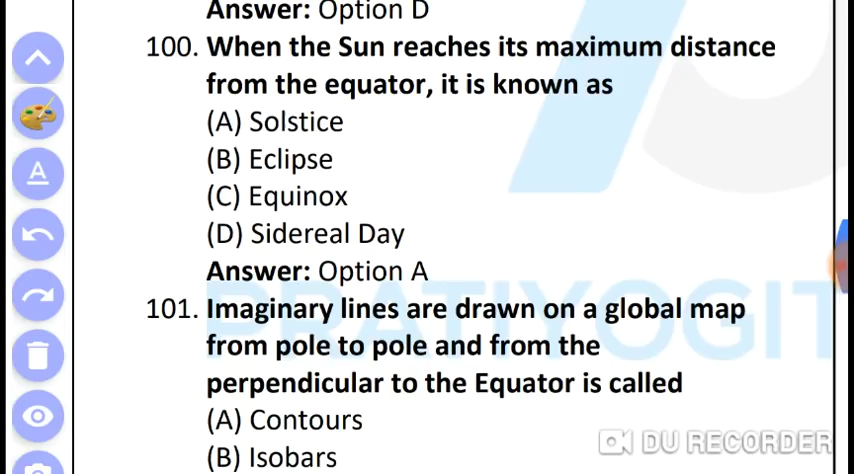 Answer: Option D
100. When the Sun reaches its maximum distance
from the equator, it is known as
(A) Solstice
(B) Eclipse
(C) Equinox
(D) Sidereal Day
Answer: Option A
101. Imaginary lines are drawn on a global map
from pole to pole and from the
perpendicular to the Equator is called
(A) Contours
(B) Isobars
PRATIYOGIT
DU RECORDER
A